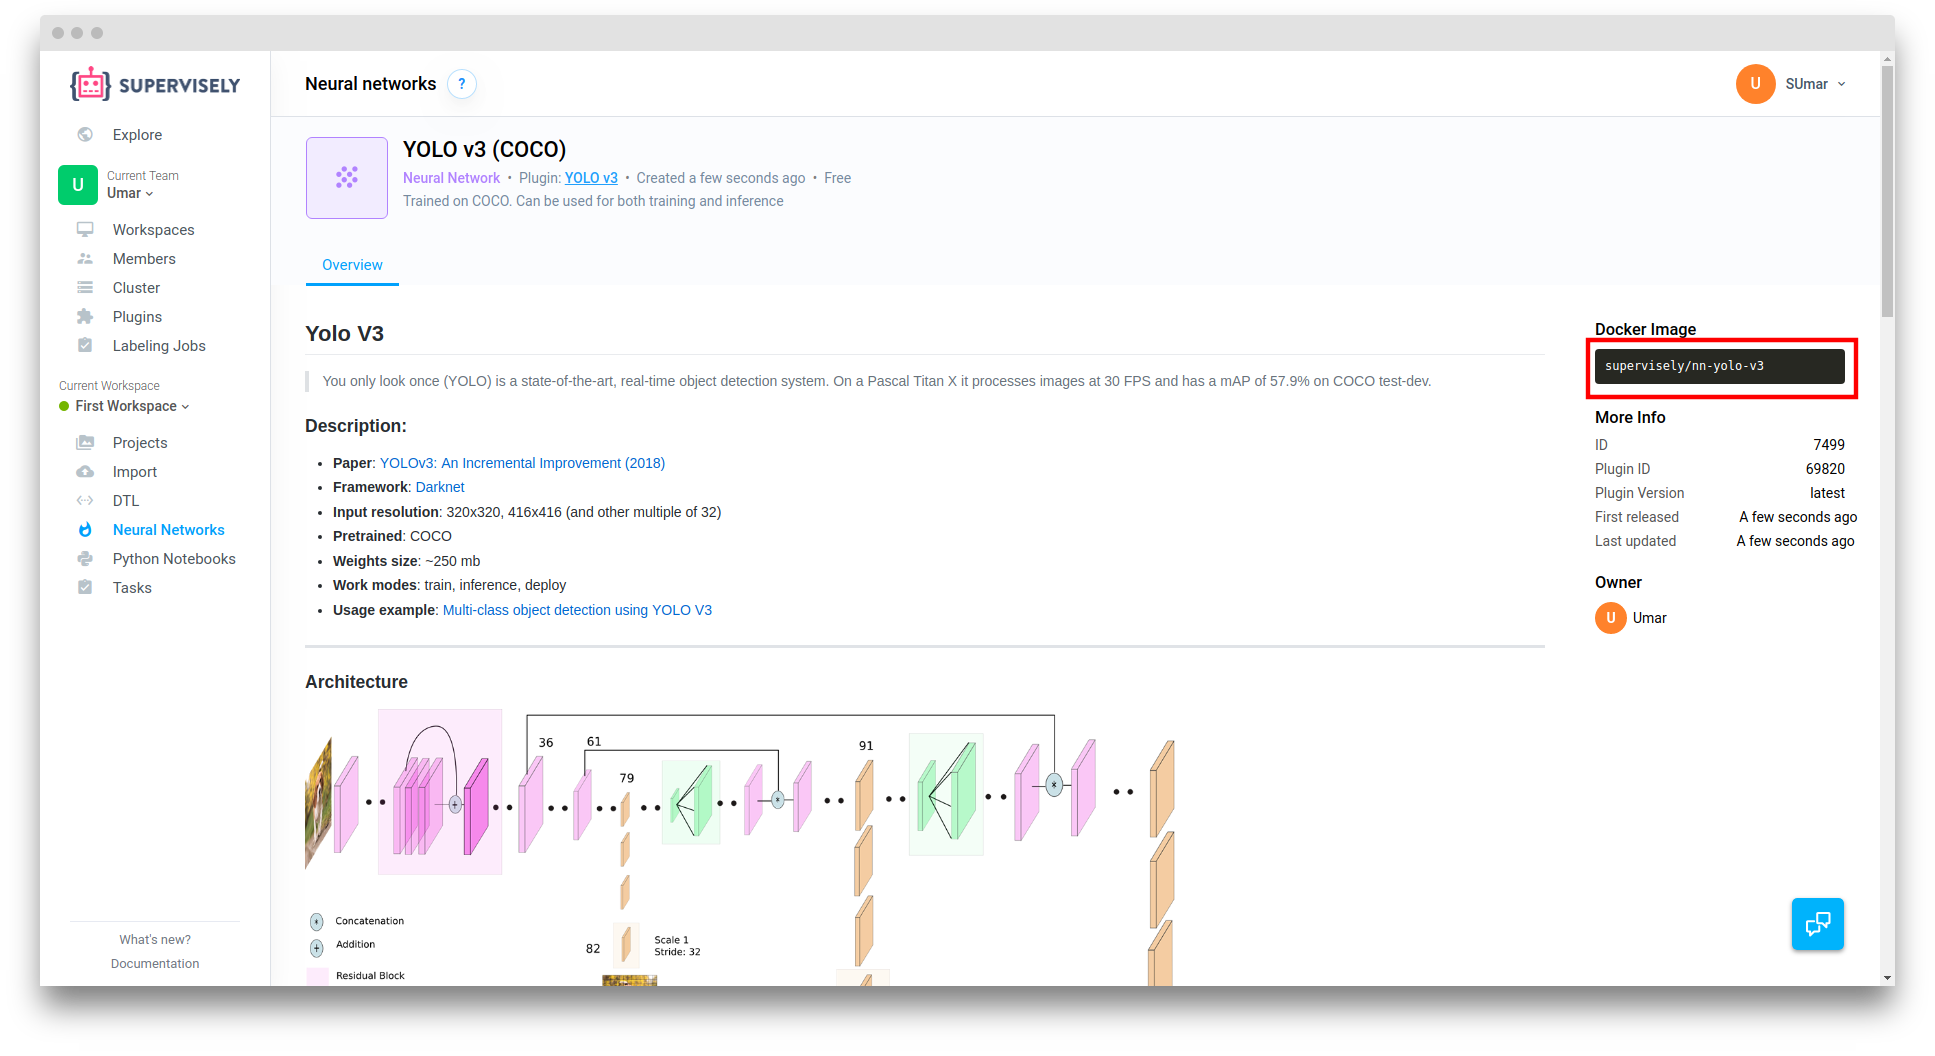 SUPERVISELY
Explore
U
Current Team
Umar
Workspaces
Members
Cluster
Plugins
Labeling Jobs
Current Workspace
First Workspace
Projects
Import
DTL
Neural Networks
Python Notebooks
Tasks
What's new?
Documentation
Neural networks ?
U SUmar
YOLO v3 (COCO)
Neural Network • Plugin: YOLO v3 • Created a few seconds ago • Free
Trained on COCO. Can be used for both training and inference
Overview
Yolo V3
You only look once (YOLO) is a state-of-the-art, real-time object detection system. On a Pascal Titan X it processes images at 30 FPS and has a mAP of 57.9% on COCO test-dev.
Description:
• Paper: YOLOv3: An Incremental Improvement (2018)
• Framework: Darknet
• Input resolution: 320x320, 416x416 (and other multiple of 32)
• Pretrained: COCO
• Weights size: ~250 mb
• Work modes: train, inference, deploy
• Usage example: Multi-class object detection using YOLO V3
Architecture
36
61
79
91
* Concatenation
+ Addition
Residual Block
82
Scale 1
Stride: 32
+
*
*
Docker Image
supervisely/nn-yolo-v3
More Info
ID 7499
Plugin ID 69820
Plugin Version latest
First released A few seconds ago
Last updated A few seconds ago
Owner
U Umar